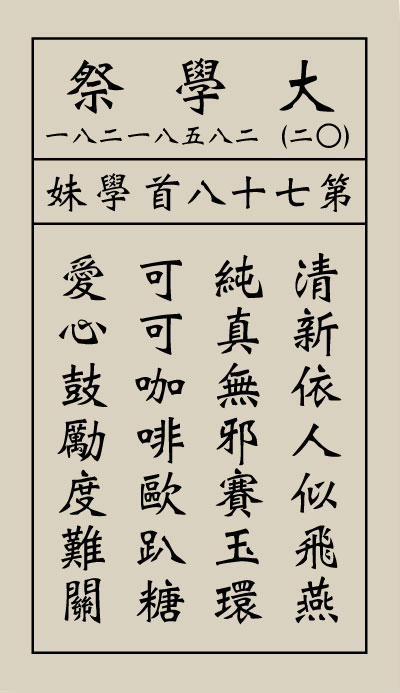 大學祭
(二〇) 二八五八一二八一
第七十八首學妹
清新依人似飛燕
純真無邪賽玉環
可可咖啡歐趴糖
愛心鼓勵度難關